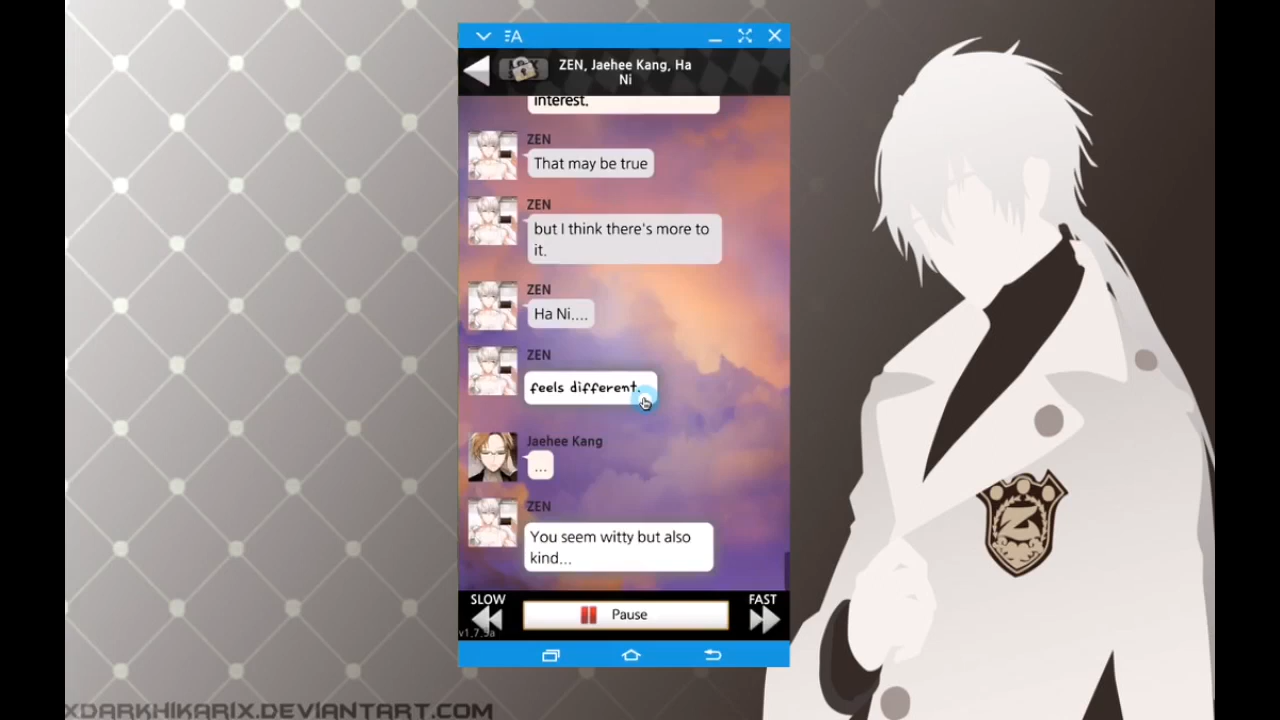 ΞA
ZEN, Jaehee Kang, Ha
Ni
interest.
ZEN
That may be true
ZEN
but I think there's more to
it.
ZEN
Ha Ni....
ZEN
feels different.
Jaehee Kang
...
ZEN
You seem witty but also
kind...
SLOW
Pause
FAST
v1_7_3a
Z
XDARKHIKARIX.DEVIANTART.COM